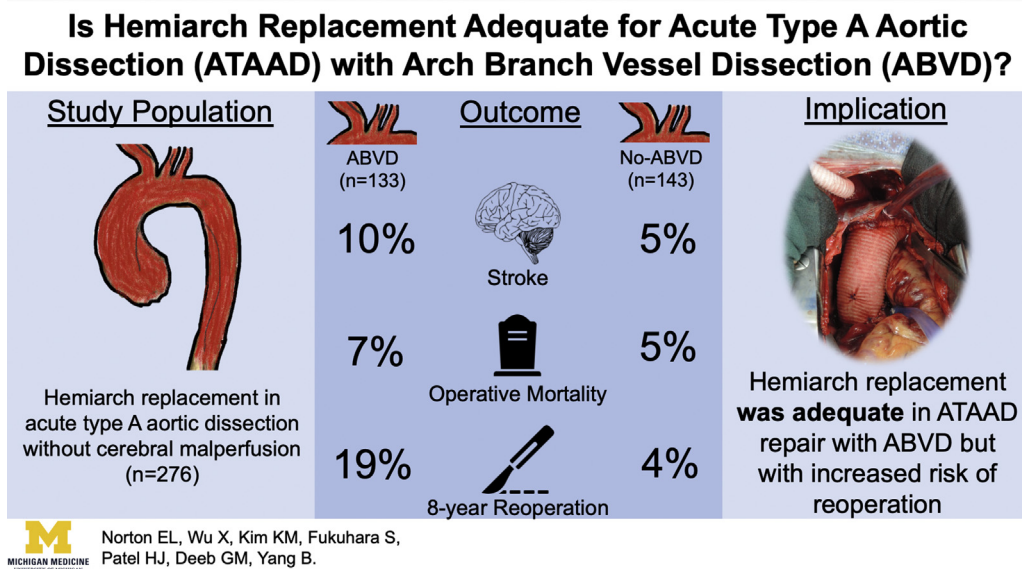 Is Hemiarch Replacement Adequate for Acute Type A Aortic
Dissection (ATAAD) with Arch Branch Vessel Dissection (ABVD)?
Study Population
Hemiarch replacement in
acute type A aortic dissection
without cerebral malperfusion
(n=276)
Outcome
ABVD
(n=133)
No-ABVD
(n=143)
10%
Stroke
5%
7%
Operative Mortality
5%
19%
8-year Reoperation
4%
Implication
Hemiarch replacement
was adequate in ATAAD
repair with ABVD but
with increased risk of
reoperation
M
MICHIGAN MEDICINE
Norton EL, Wu X, Kim KM, Fukuhara S,
Patel HJ, Deeb GM, Yang B.